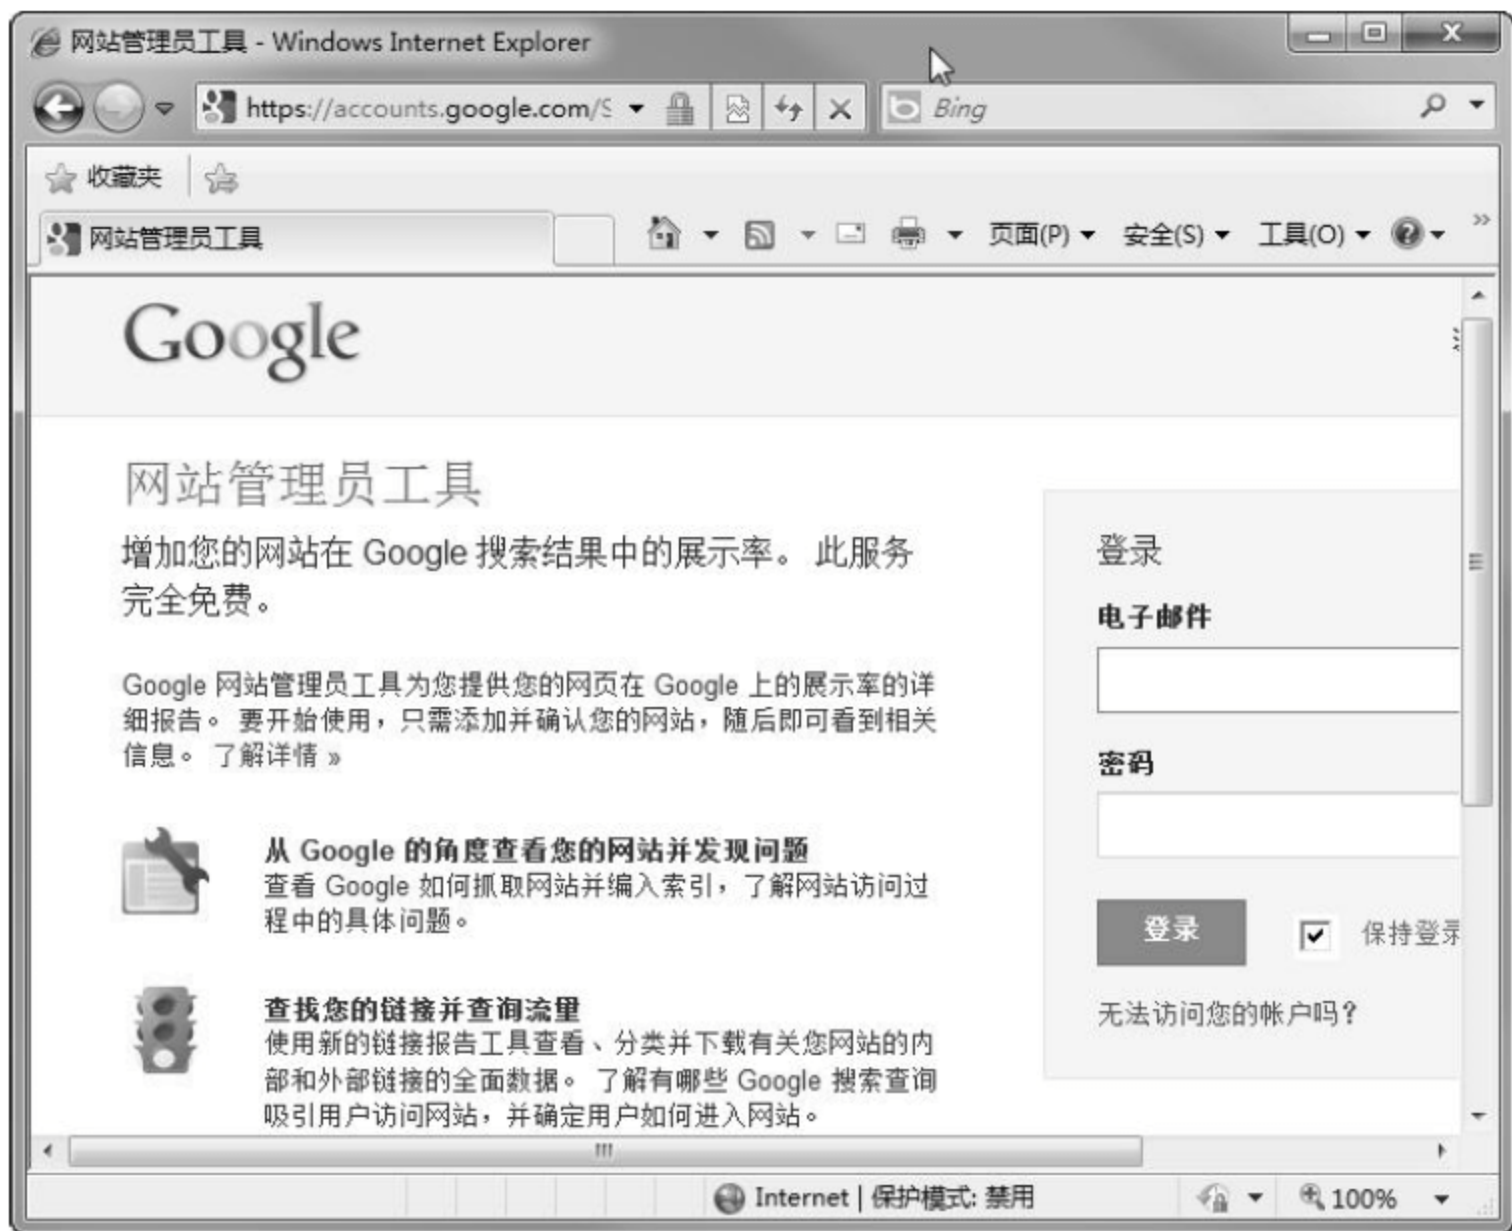 网站管理员工具 - Windows Internet Explorer
https://accounts.google.com/S
Bing
收藏夹
网站管理员工具
页面(P)
安全(S)
工具(O)
Google
网站管理员工具
增加您的网站在 Google 搜索结果中的展示率。 此服务
完全免费。
Google 网站管理员工具为您提供您的网页在 Google 上的展示率的详
细报告。 要开始使用，只需添加并确认您的网站，随后即可看到相关
信息。 了解详情 »
从 Google 的角度查看您的网站并发现问题
查看 Google 如何抓取网站并编入索引，了解网站访问过
程中的具体问题。
查找您的链接并查询流量
使用新的链接报告工具查看、分类并下载有关您网站的内
部和外部链接的全面数据。 了解有哪些 Google 搜索查询
吸引用户访问网站，并确定用户如何进入网站。
登录
电子邮件
密码
登录
保持登录
无法访问您的帐户吗？
Internet | 保护模式: 禁用
100%